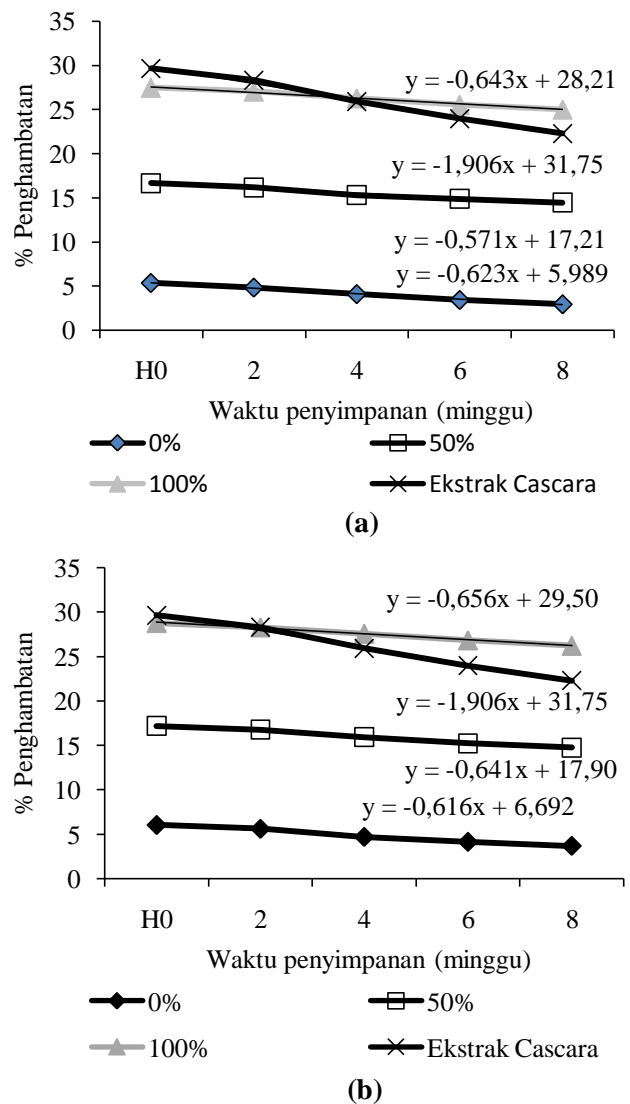 35
30
25
20
15
10
5
0
% Penghambatan
y = -0,643x + 28,21
y = -1,906x + 31,75
y = -0,571x + 17,21
y = -0,623x + 5,989
H0 2 4 6 8
Waktu penyimpanan (minggu)
0% 50%
100% Ekstrak Cascara
(a)
35
30
25
20
15
10
5
0
% Penghambatan
y = -0,656x + 29,50
y = -1,906x + 31,75
y = -0,641x + 17,90
y = -0,616x + 6,692
H0 2 4 6 8
Waktu penyimpanan (minggu)
0% 50%
100% Ekstrak Cascara
(b)